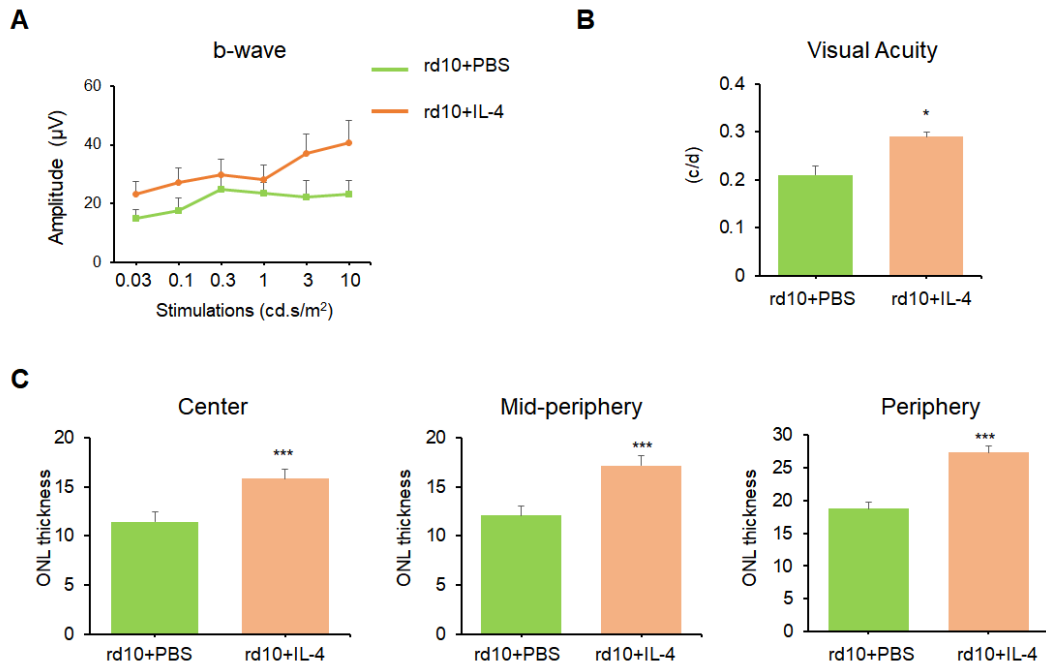 A
b-wave
rd10+PBS
rd10+IL-4
Amplitude (µV)
60
40
20
0
0.03 0.1 0.3 1 3 10
Stimulations (cd.s/m²)
B
Visual Acuity
(c/d)
0.4
0.3
0.2
0.1
0
*
rd10+PBS rd10+IL-4
C
Center
ONL thickness
20
15
10
5
0
***
rd10+PBS rd10+IL-4
Mid-periphery
ONL thickness
20
15
10
5
0
***
rd10+PBS rd10+IL-4
Periphery
ONL thickness
30
25
20
15
10
5
0
***
rd10+PBS rd10+IL-4